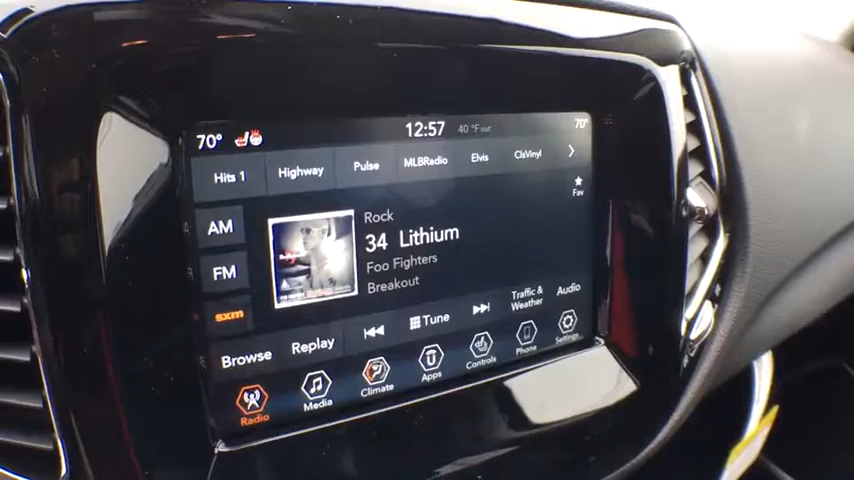 70° 12:57 40 °F out 70°
Hits 1 Highway Pulse MLBRadio Elvis ClsVinyl
Fav
AM
FM
sxm
Rock
34 Lithium
Foo Fighters
Breakout
Browse Replay Tune Traffic & Weather Audio
Radio Media Climate Apps Controls Phone Settings